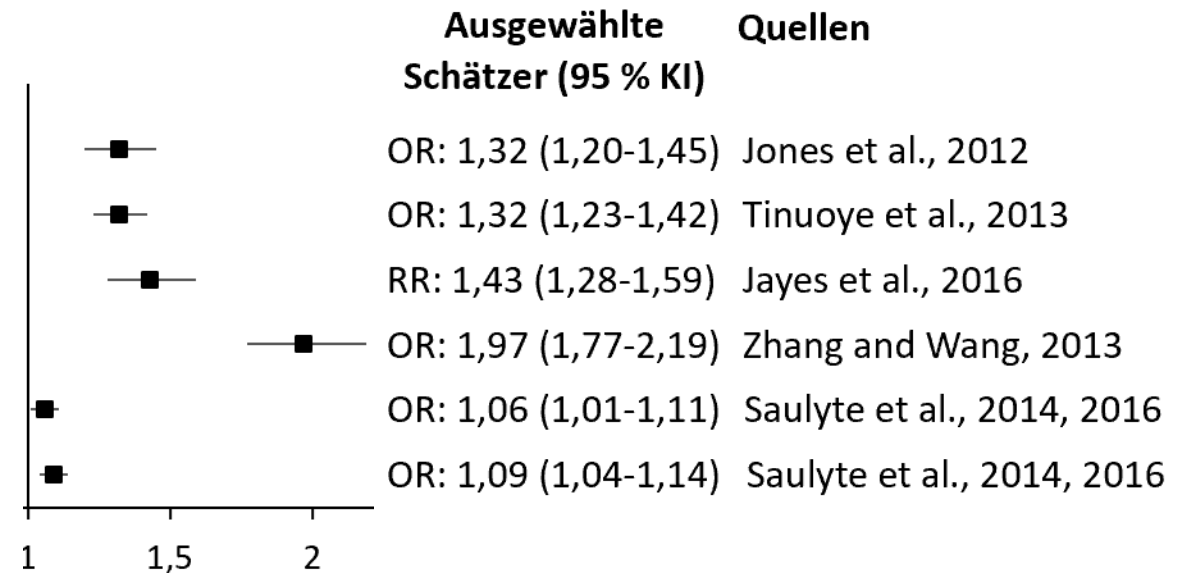 Ausgewählte Quellen
Schätzer (95 % KI)
OR: 1,32 (1,20-1,45) Jones et al., 2012
OR: 1,32 (1,23-1,42) Tinuoye et al., 2013
RR: 1,43 (1,28-1,59) Jayes et al., 2016
OR: 1,97 (1,77-2,19) Zhang and Wang, 2013
OR: 1,06 (1,01-1,11) Saulyte et al., 2014, 2016
OR: 1,09 (1,04-1,14) Saulyte et al., 2014, 2016
1 1,5 2